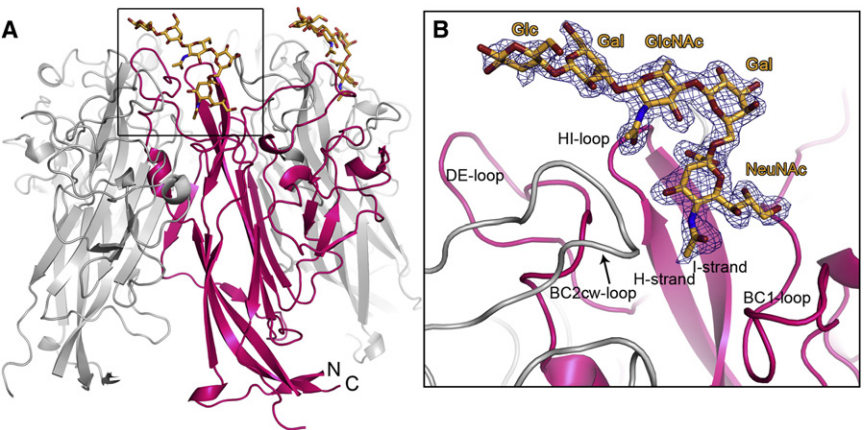 A
B
Glc
Gal
GlcNAc
Gal
HI-loop
DE-loop
NeuNAc
BC2cw-loop
H-strand
I-strand
BC1-loop
N
C